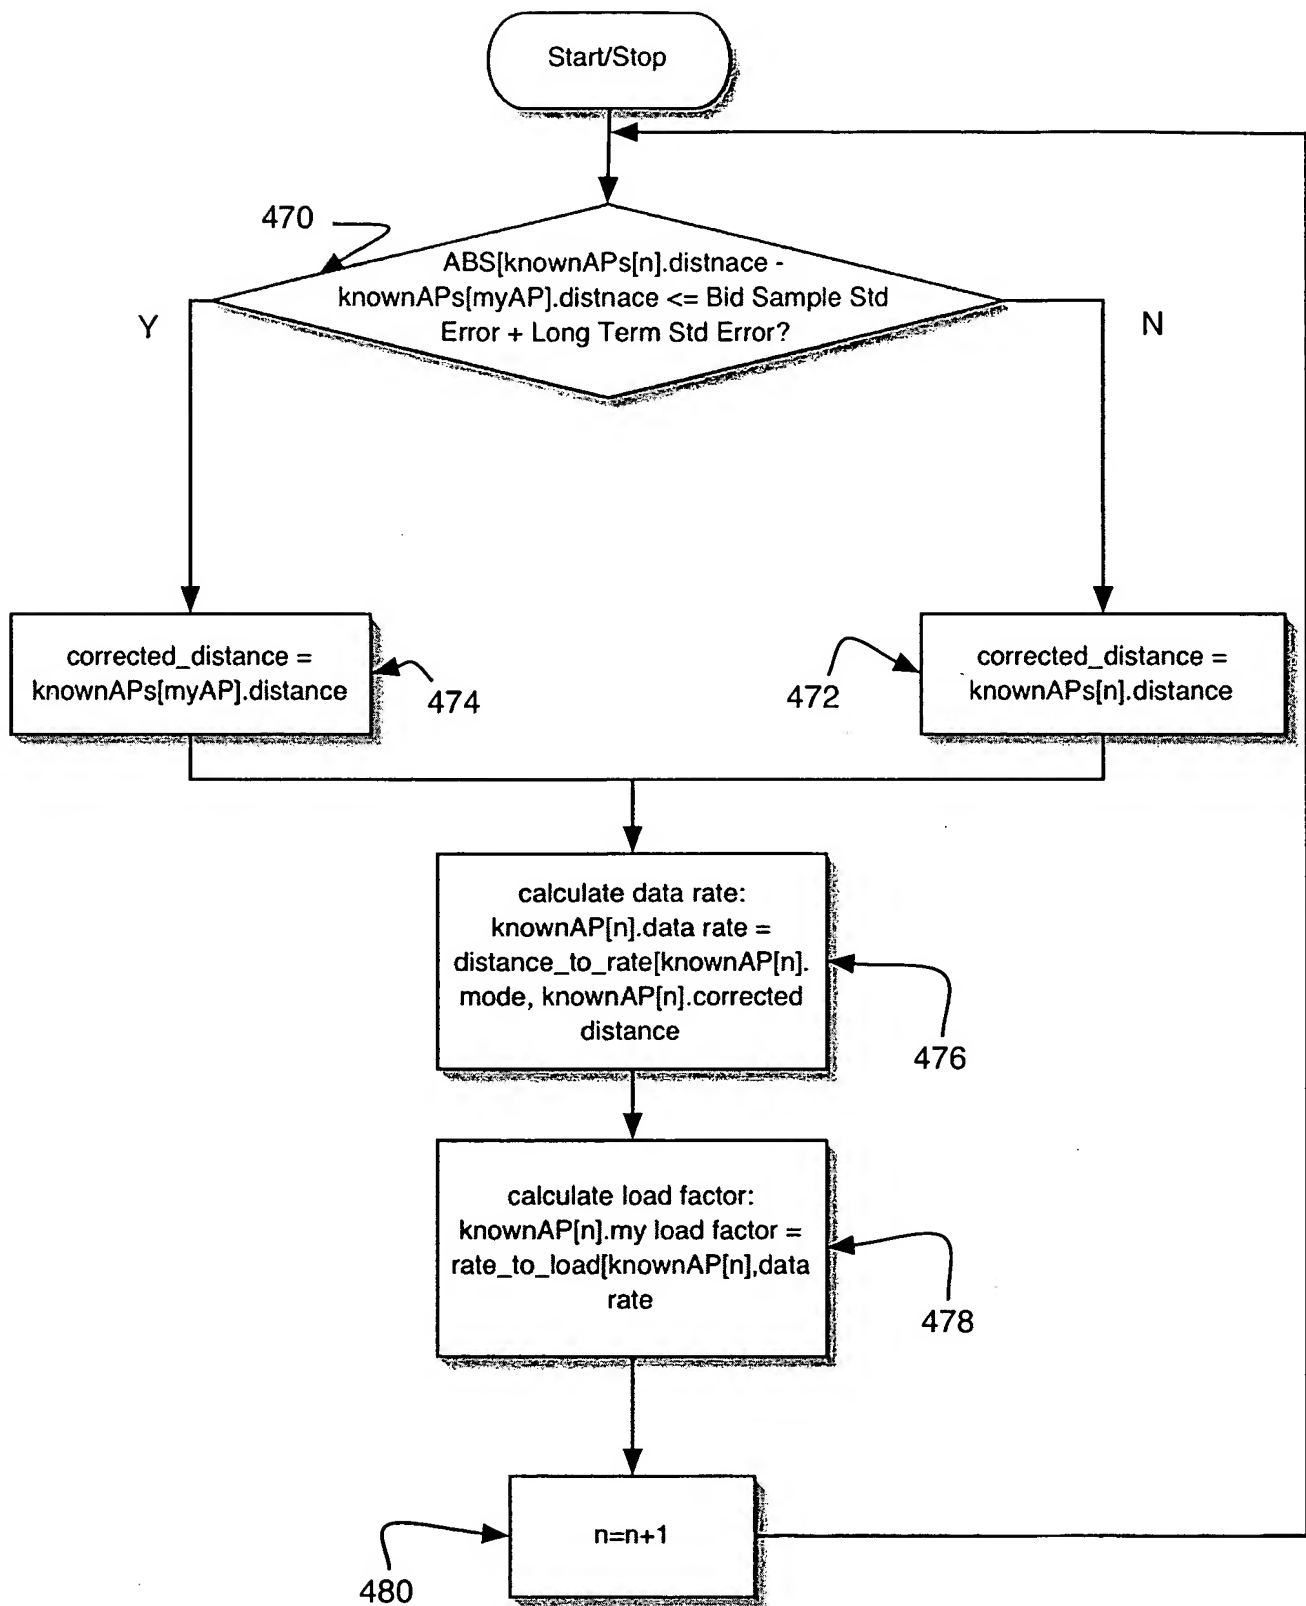 Start/Stop
470
ABS[knownAPs[n].distnace -
knownAPs[myAP].distnace <= Bid Sample Std
Error + Long Term Std Error?
Y
N
corrected_distance =
knownAPs[myAP].distance
474
472
corrected_distance =
knownAPs[n].distance
calculate data rate:
knownAP[n].data rate =
distance_to_rate[knownAP[n].
mode, knownAP[n].corrected
distance
476
calculate load factor:
knownAP[n].my load factor =
rate_to_load[knownAP[n],data
rate
478
n=n+1
480